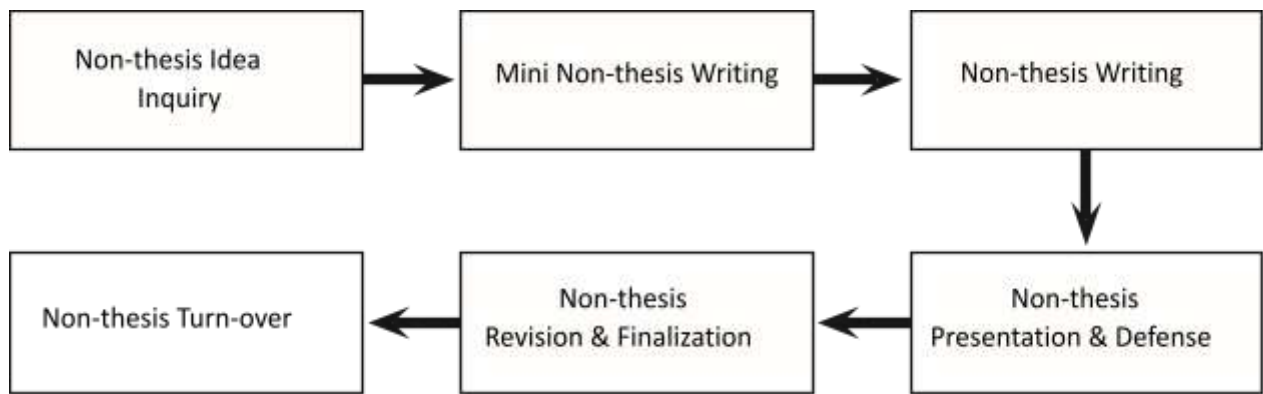 Non-thesis Idea
Inquiry
Mini Non-thesis Writing
Non-thesis Writing
Non-thesis
Presentation & Defense
Non-thesis
Revision & Finalization
Non-thesis Turn-over